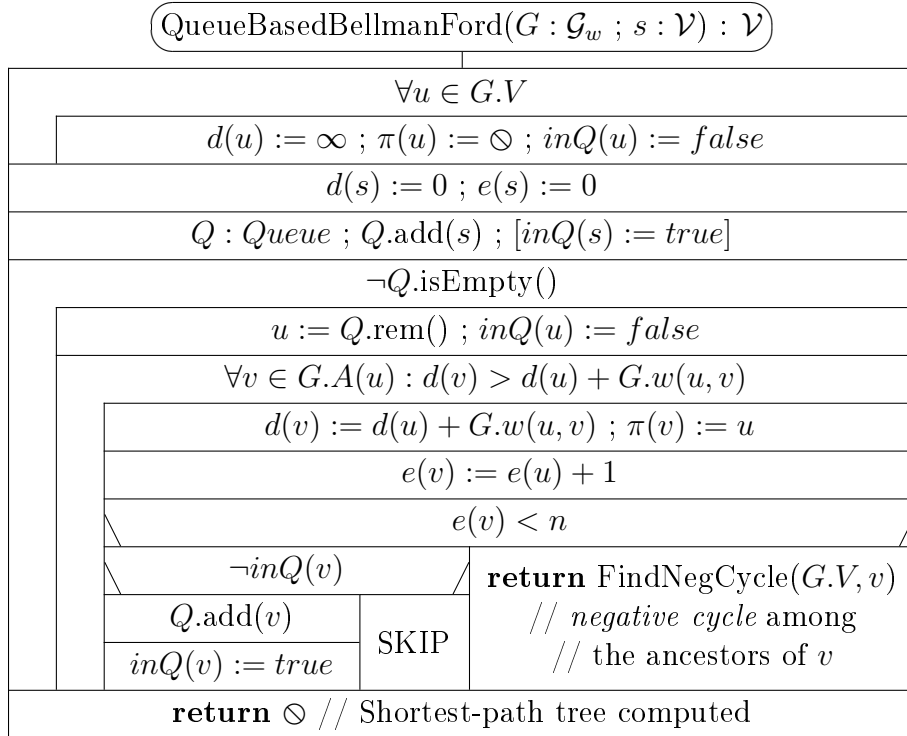 QueueBasedBellmanFord(G : 𝒢_w ; s : 𝒱) : 𝒱
∀u ∈ G.V
d(u) := ∞ ; π(u) := ⦸ ; inQ(u) := false
d(s) := 0 ; e(s) := 0
Q : Queue ; Q.add(s) ; [inQ(s) := true]
¬Q.isEmpty()
u := Q.rem() ; inQ(u) := false
∀v ∈ G.A(u) : d(v) > d(u) + G.w(u, v)
d(v) := d(u) + G.w(u, v) ; π(v) := u
e(v) := e(u) + 1
e(v) < n
¬inQ(v)
Q.add(v)
inQ(v) := true
SKIP
return FindNegCycle(G.V, v)
// negative cycle among
// the ancestors of v
return ⦸ // Shortest-path tree computed